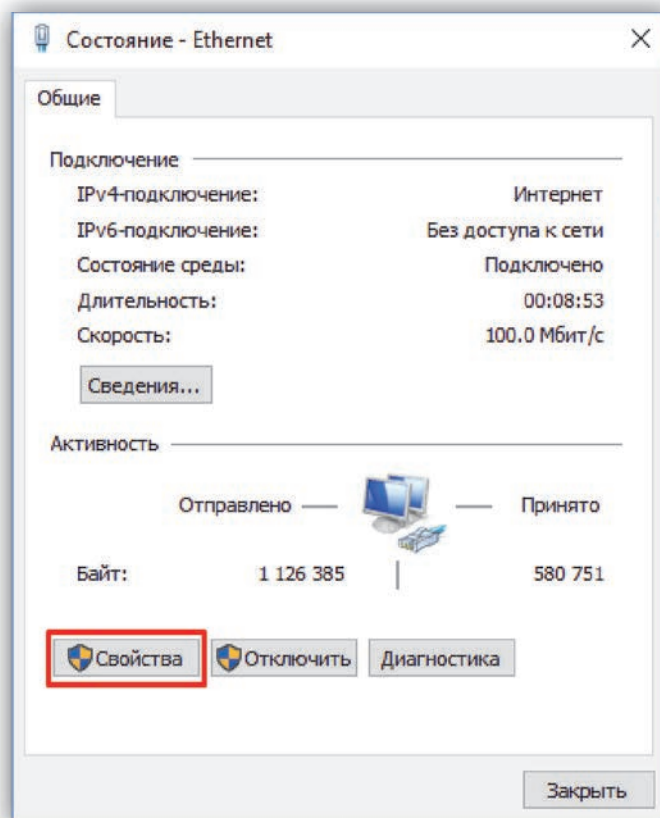 Состояние - Ethernet
Общие
Подключение
IPv4-подключение: Интернет
IPv6-подключение: Без доступа к сети
Состояние среды: Подключено
Длительность: 00:08:53
Скорость: 100.0 Мбит/с
Сведения...
Активность
Отправлено Принято
Байт: 1 126 385 580 751
Свойства Отключить Диагностика
Закрыть